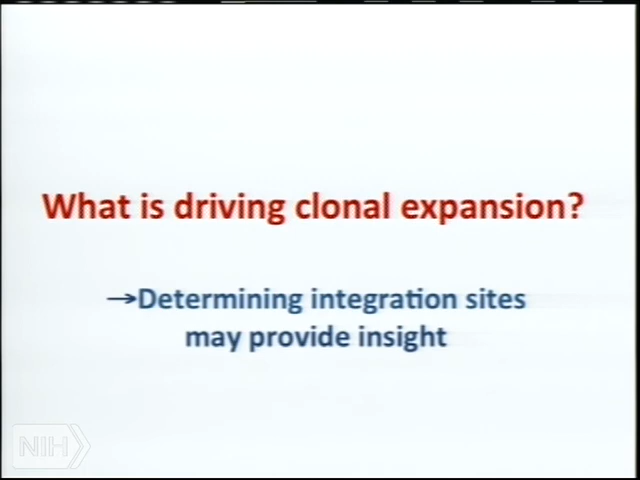 What is driving clonal expansion?
→Determining integration sites
may provide insight
NIH